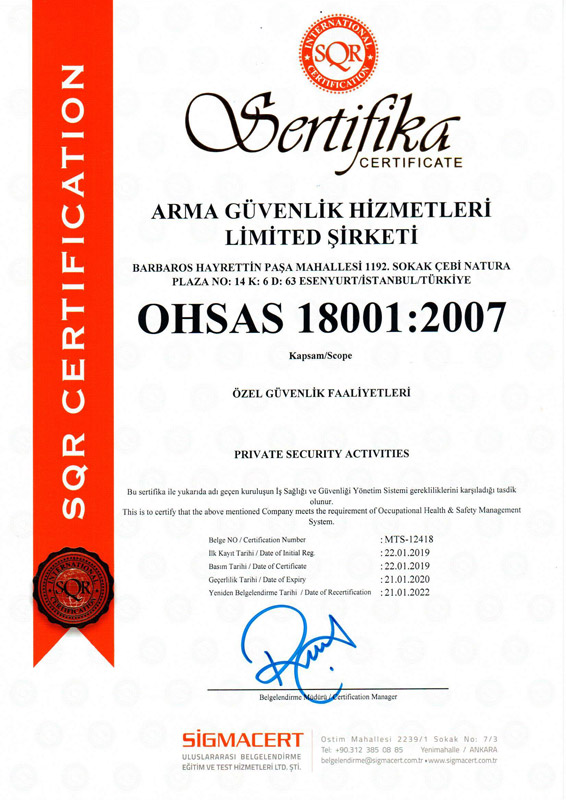 INTERNATIONAL
SQR
CERTIFICATION
Sertifika
CERTIFICATE
SQR CERTIFICATION
ARMA GÜVENLİK HİZMETLERİ
LİMİTED ŞİRKETİ
BARBAROS HAYRETTİN PAŞA MAHALLESİ 1192. SOKAK ÇEBİ NATURA
PLAZA NO: 14 K: 6 D: 63 ESENYURT/İSTANBUL/TÜRKİYE
OHSAS 18001:2007
Kapsam/Scope
ÖZEL GÜVENLİK FAALİYETLERİ
PRIVATE SECURITY ACTIVITIES
Bu sertifika ile yukarıda adı geçen kuruluşun İş Sağlığı ve Güvenliği Yönetim Sistemi gerekliliklerini karşıladığı tasdik
olunur.
This is to certify that the above mentioned Company meets the requirement of Occupational Health & Safety Management
System.
Belge NO / Certification Number : MTS-12418
İlk Kayıt Tarihi / Date of Initial Reg. : 22.01.2019
Basım Tarihi / Date of Certificate : 22.01.2019
Geçerlilik Tarihi / Date of Expiry : 21.01.2020
Yeniden Belgelendirme Tarihi / Date of Recertification : 21.01.2022
INTERNATIONAL
SQR
CERTIFICATION
Belgelendirme Müdürü / Certification Manager
SİGMACERT
ULUSLARARASI BELGELENDİRME
EĞİTİM VE TEST HİZMETLERİ LTD. ŞTİ.
Ostim Mahallesi 2239/1 Sokak No: 7/3
Tel: +90.312 385 08 85 Yenimahalle / ANKARA
belgelendirme@sigmacert.com.tr • www.sigmacert.com.tr